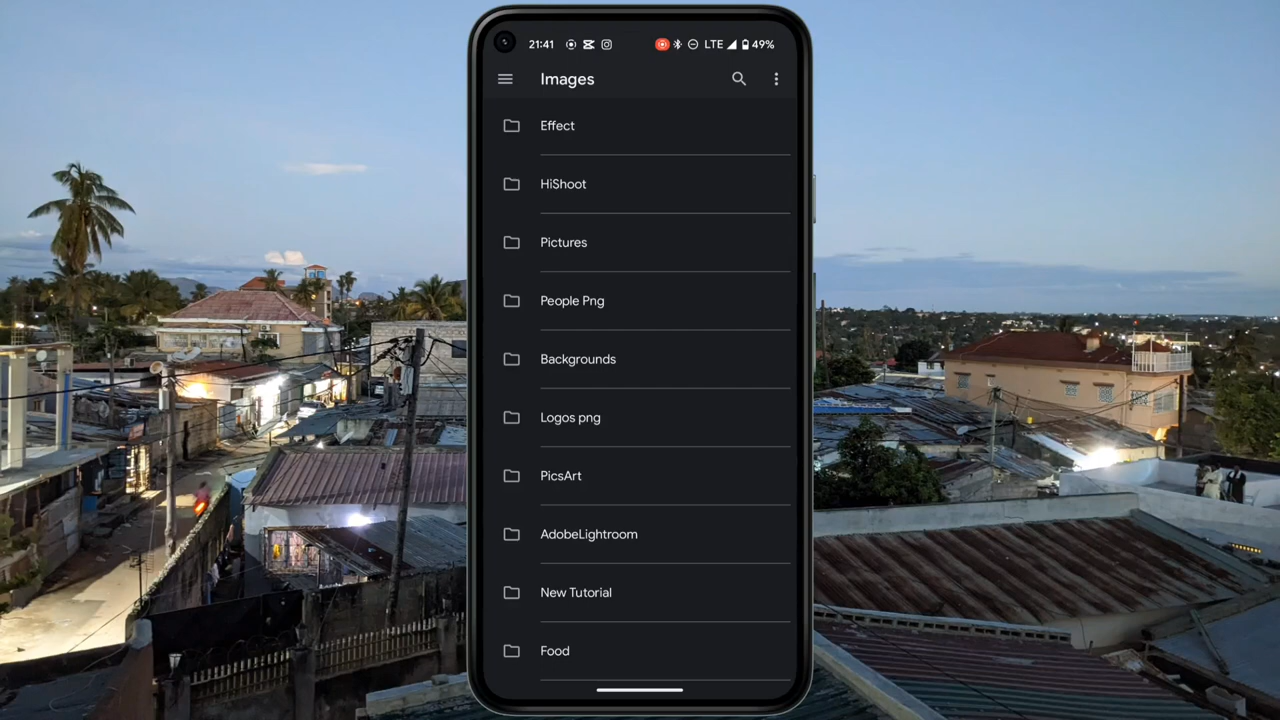 21:41
LTE 49%
Images
Effect
HiShoot
Pictures
People Png
Backgrounds
Logos png
PicsArt
AdobeLightroom
New Tutorial
Food